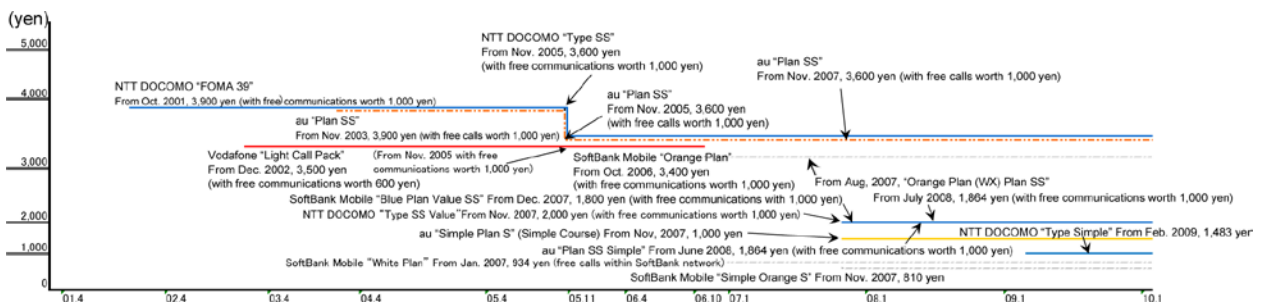 (yen)
5,000
4,000
3,000
2,000
1,000
0
NTT DOCOMO "FOMA 39"
From Oct. 2001, 3,900 yen (with free) communications worth 1,000 yen)
au "Plan SS"
From Nov. 2003, 3,900 yen (with free calls worth 1,000 yen)
NTT DOCOMO "Type SS"
From Nov. 2005, 3,600 yen
(with free communications worth 1,000 yen)
au "Plan SS"
From Nov. 2005, 3,600 yen
(with free communications worth 1,000 yen)
au "Plan SS"
From Nov. 2007, 3,600 yen (with free calls worth 1,000 yen)
Vodafone "Light Call Pack"
From Dec. 2002, 3,500 yen
(with free communications worth 600 yen)
(From Nov. 2005 with free
communications worth 1,000 yen)
SoftBank Mobile "Orange Plan"
From Oct. 2006, 3,400 yen
(with free communications worth 1,000 yen)
From Aug, 2007, "Orange Plan (WX) Plan SS"
SoftBank Mobile "Blue Plan Value SS" From Dec. 2007, 1,800 yen (with free communications with 1,000 yen)
From July 2008, 1,864 yen (with free communications worth 1,000 yen)
NTT DOCOMO "Type SS Value"From Nov. 2007, 2,000 yen (with free communications worth 1,000 yen)
au "Simple Plan S" (Simple Course) From Nov, 2007, 1,000 yen
NTT DOCOMO "Type Simple" From Feb. 2009, 1,483 yen
au "Plan SS Simple" From June 2008, 1,864 yen (with free communications worth 1,000 yen)
SoftBank Mobile "White Plan" From Jan. 2007, 934 yen (free calls within SoftBank network)
SoftBank Mobile "Simple Orange S" From Nov. 2007, 810 yen
01.4 02.4 03.4 04.4 05.4 05.11 06.4 06.10 07.1 08.1 09.1 10.1